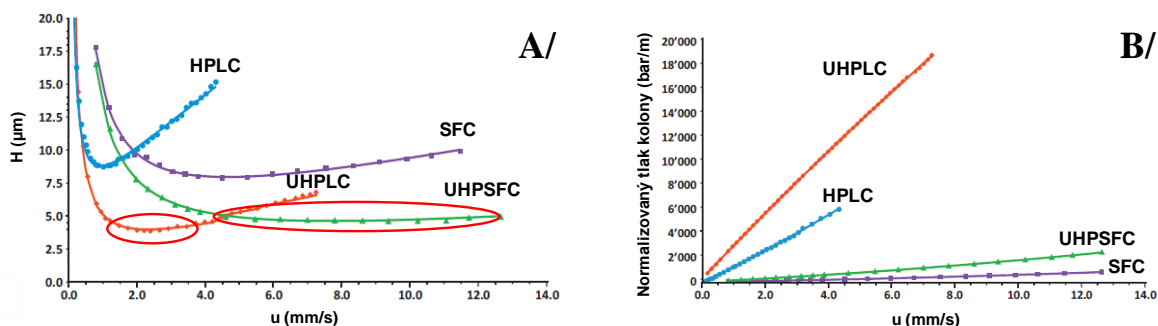 A/
H (µm)
20.0
17.5
15.0
12.5
10.0
7.5
5.0
2.5
0.0
HPLC
SFC
UHPLC
UHPSFC
0.0 2.0 4.0 6.0 8.0 10.0 12.0 14.0
u (mm/s)
B/
Normalizovaný tlak kolony (bar/m)
20'000
18'000
16'000
14'000
12'000
10'000
8'000
6'000
4'000
2'000
0
UHPLC
HPLC
UHPSFC
SFC
2.0 4.0 6.0 8.0 10.0 12.0 14.0
u (mm/s)